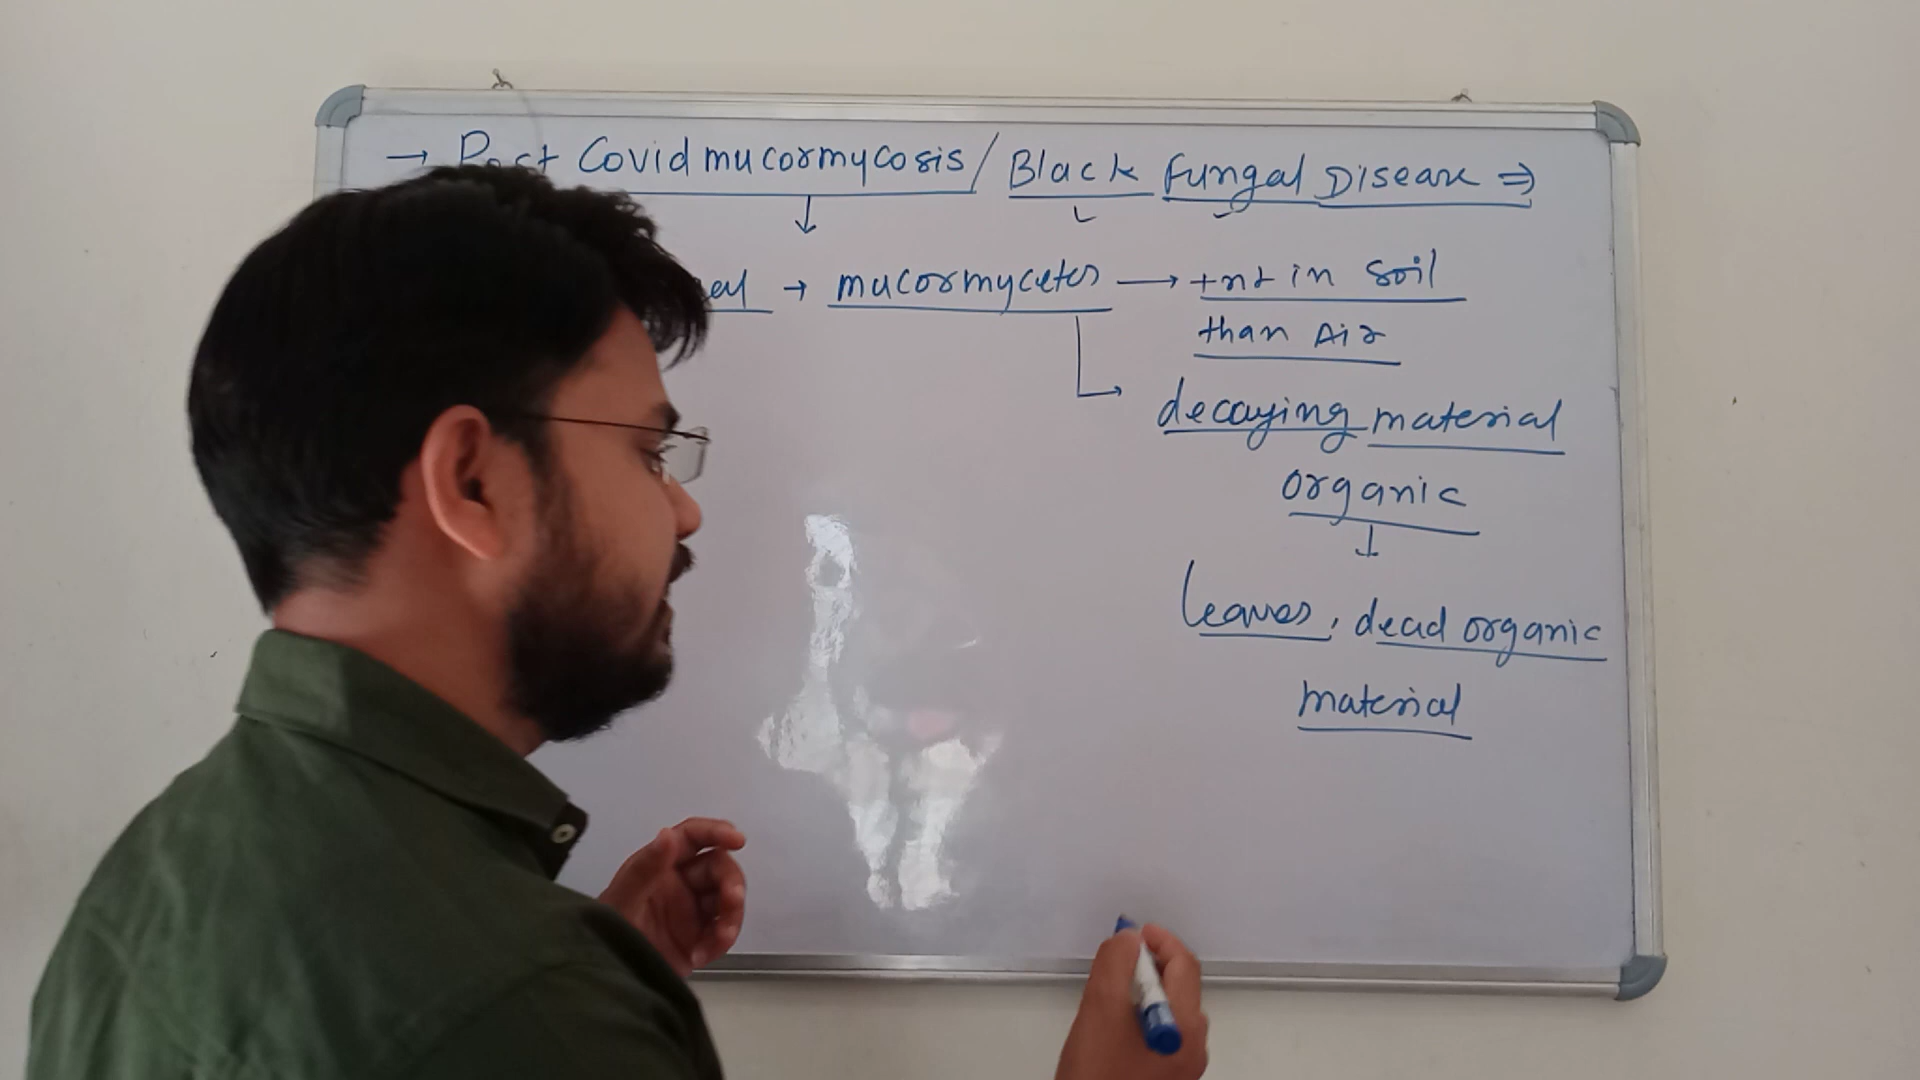 → Post Covid mucormycosis / Black Fungal Disease ⇒
→ mucormycetes → +nt in Soil
than Air
decaying material
organic
Leaves, dead organic
material